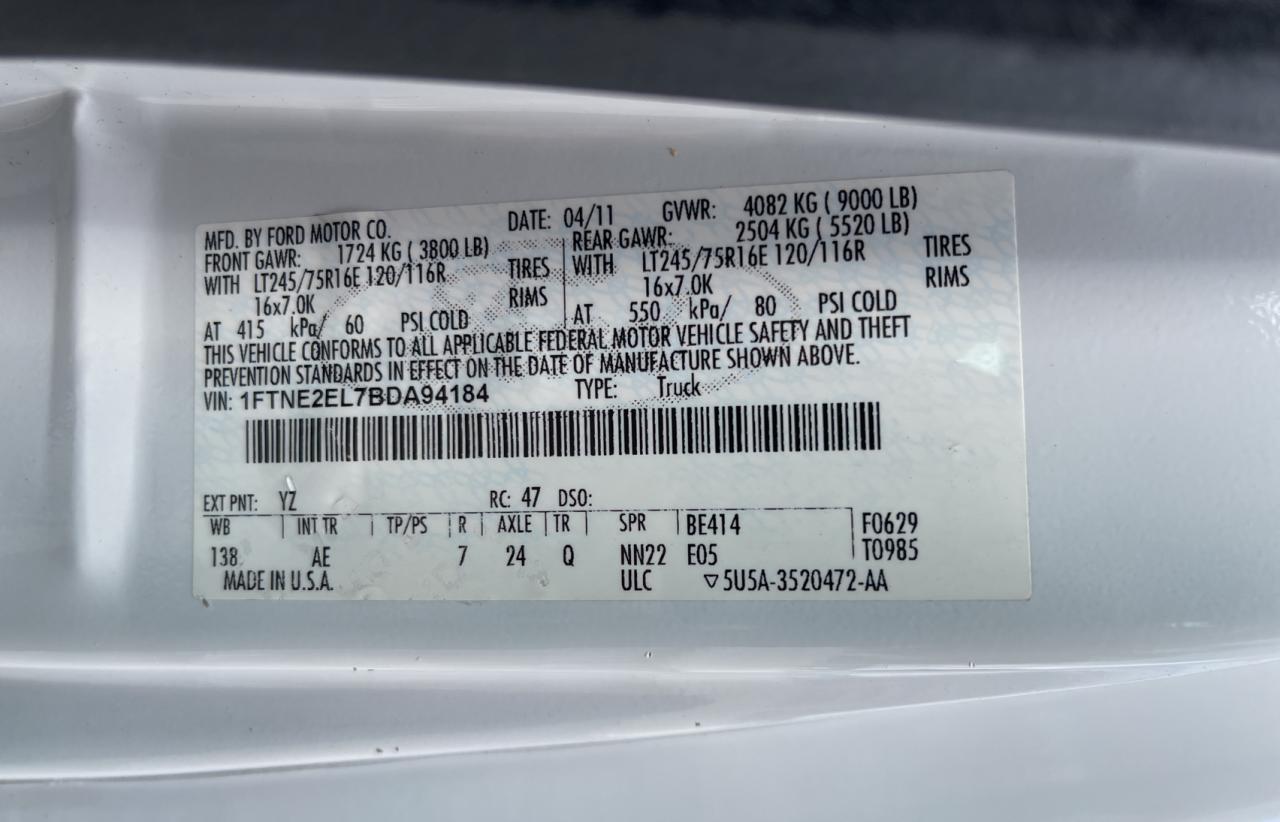 MFD. BY FORD MOTOR CO. DATE: 04/11 GVWR: 4082 KG ( 9000 LB)
FRONT GAWR: 1724 KG ( 3800 LB) REAR GAWR: 2504 KG ( 5520 LB)
WITH LT245/75R16E 120/116R TIRES WITH LT245/75R16E 120/116R TIRES
16x7.0K RIMS 16x7.0K RIMS
AT 415 kPa/ 60 PSI COLD AT 550 kPa/ 80 PSI COLD
THIS VEHICLE CONFORMS TO ALL APPLICABLE FEDERAL MOTOR VEHICLE SAFETY AND THEFT
PREVENTION STANDARDS IN EFFECT ON THE DATE OF MANUFACTURE SHOWN ABOVE.
VIN: 1FTNE2EL7BDA94184 TYPE: Truck
EXT PNT: YZ RC: 47 DSO:
WB INT TR TP/PS R AXLE TR SPR BE414 F0629
138 AE 7 24 Q NN22 E05 T0985
MADE IN U.S.A. ULC ▽5U5A-3520472-AA